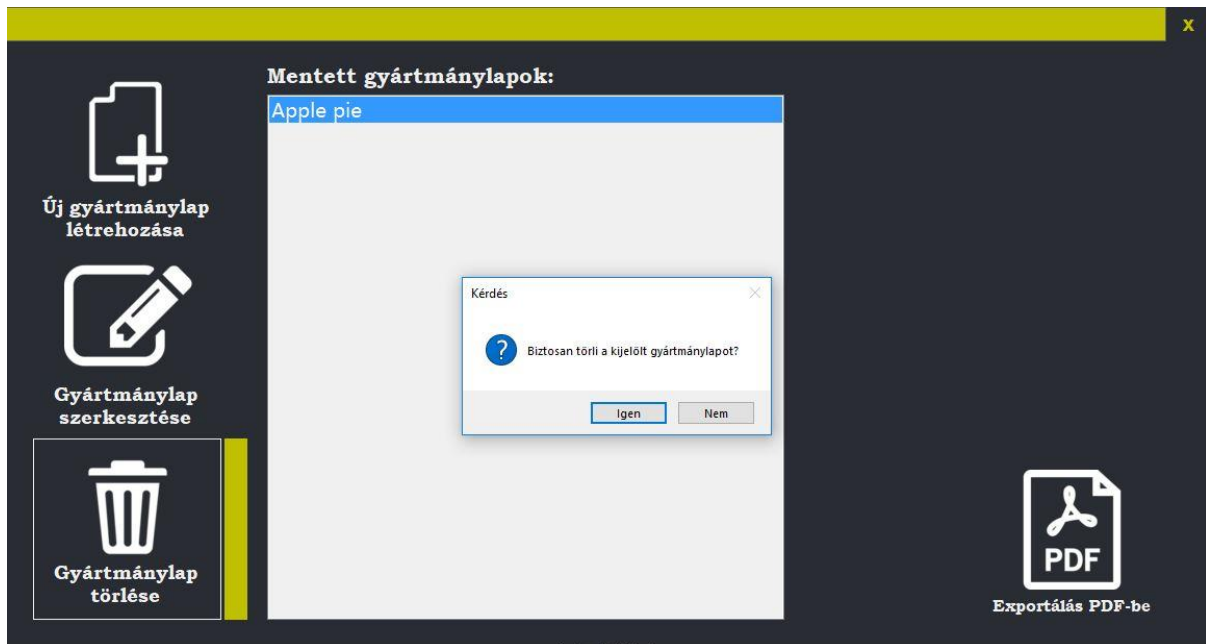 x
Mentett gyártmánylapok:
Apple pie
Új gyártmánylap
létrehozása
Gyártmánylap
szerkesztése
Gyártmánylap
törlése
Kérdés
Biztosan törli a kijelölt gyártmánylapot?
Igen
Nem
PDF
Exportálás PDF-be